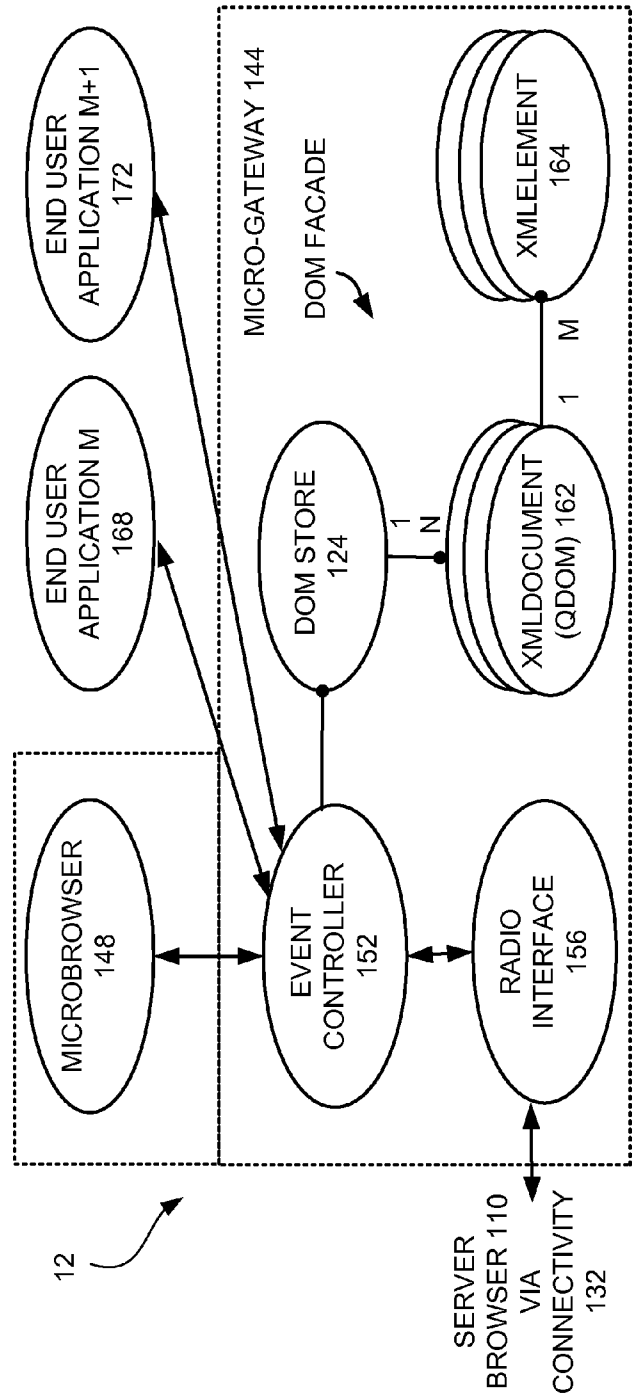 12
MICROBROWSER
148
END USER
APPLICATION M
168
END USER
APPLICATION M+1
172
MICRO-GATEWAY 144
DOM FACADE
EVENT
CONTROLLER
152
DOM STORE
124
1
N
RADIO
INTERFACE
156
XMLDOCUMENT
(QDOM) 162
1
M
XMLELEMENT
164
SERVER
BROWSER 110
VIA
CONNECTIVITY
132